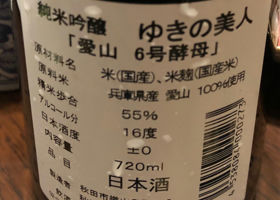 純米吟醸 ゆきの美人
「愛山 6号酵母」
原材料名 米(国産)、米麹(国産米)
原料米 兵庫県産 愛山 100%使用
精米歩合 55%
アルコール分 16度
日本酒度 ±0
内容量 720ml
品目 日本酒
製造者
秋田市